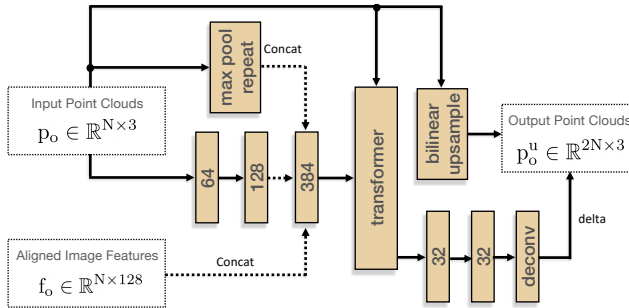 max pool
repeat
Concat
Input Point Clouds
p_o ∈ ℝ^{N×3}
64
128
384
transformer
bilinear
upsample
Output Point Clouds
p_o^u ∈ ℝ^{2N×3}
Aligned Image Features
f_o ∈ ℝ^{N×128}
Concat
32
32
deconv
delta